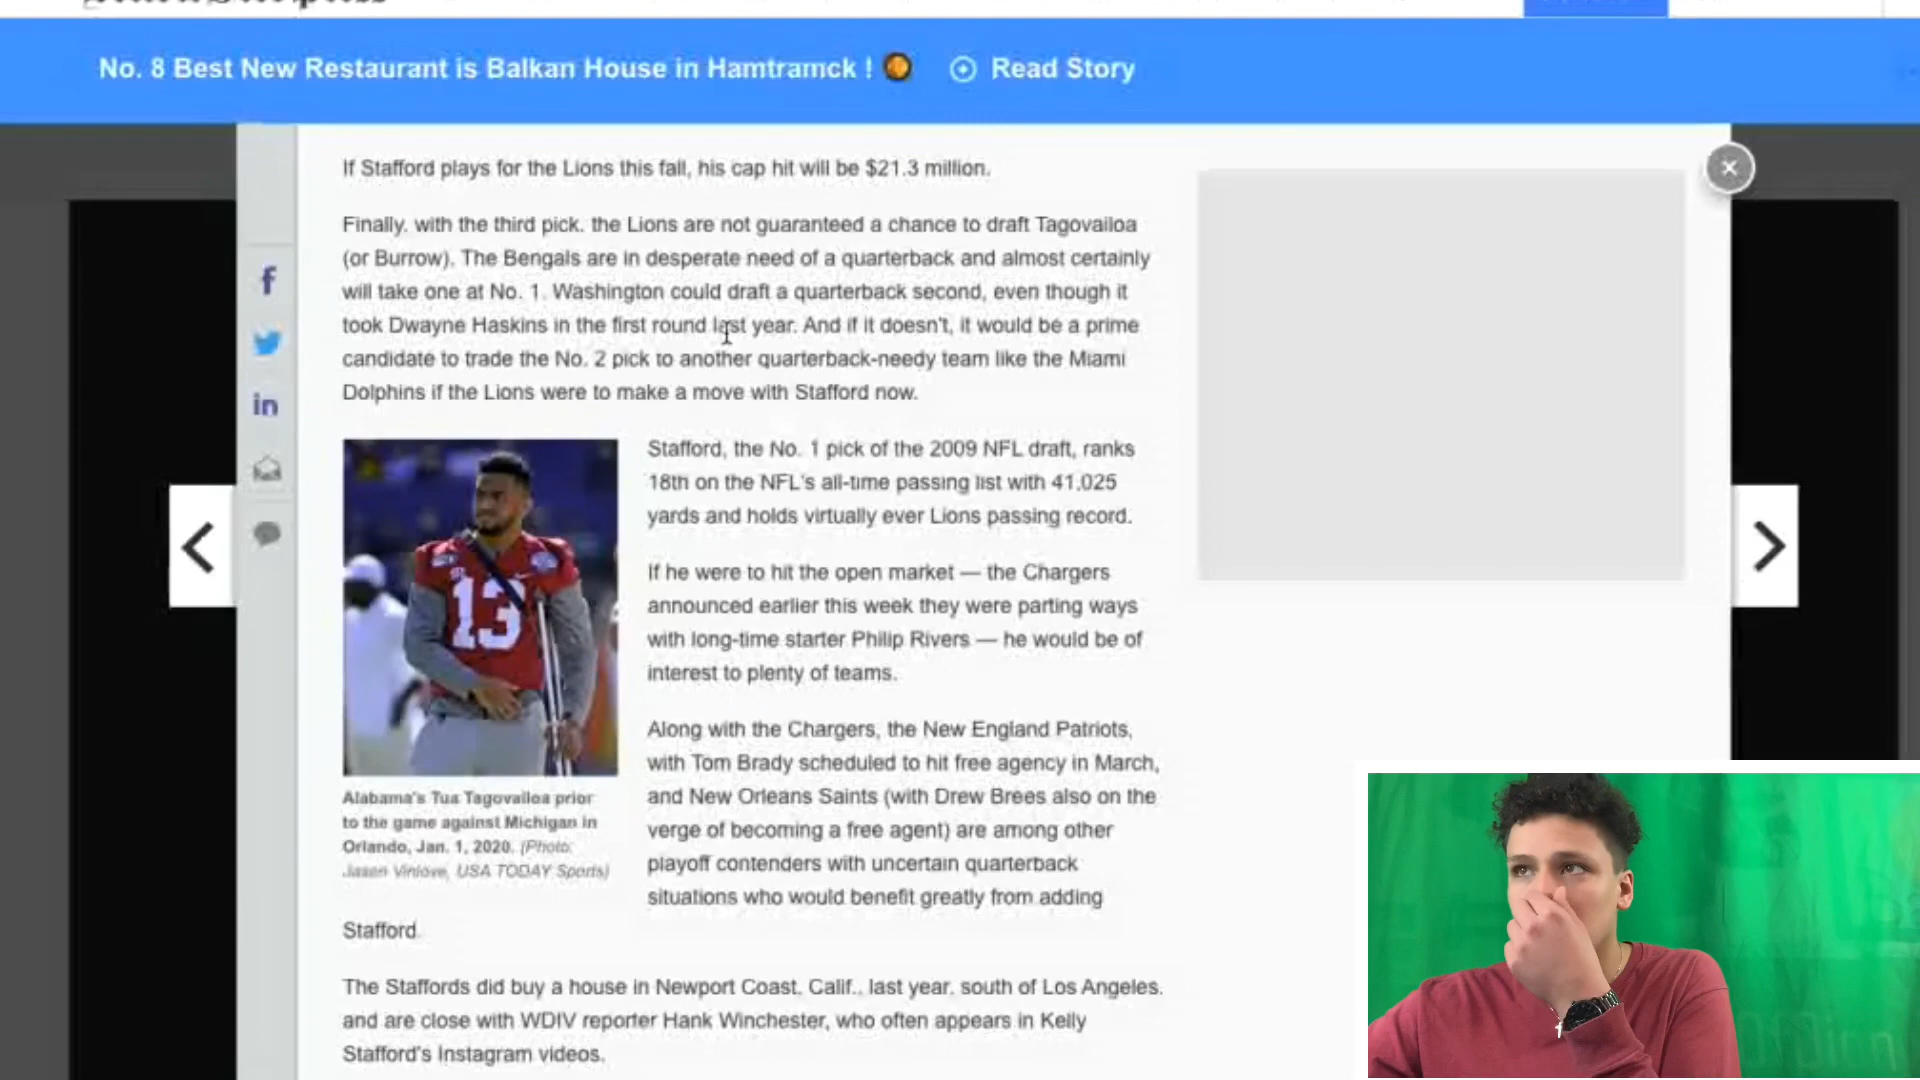 No. 8 Best New Restaurant is Balkan House in Hamtramck !
Read Story
If Stafford plays for the Lions this fall, his cap hit will be $21.3 million.
Finally, with the third pick, the Lions are not guaranteed a chance to draft Tagovailoa
(or Burrow). The Bengals are in desperate need of a quarterback and almost certainly
will take one at No. 1. Washington could draft a quarterback second, even though it
took Dwayne Haskins in the first round last year. And if it doesn't, it would be a prime
candidate to trade the No. 2 pick to another quarterback-needy team like the Miami
Dolphins if the Lions were to make a move with Stafford now.
Stafford, the No. 1 pick of the 2009 NFL draft, ranks
18th on the NFL's all-time passing list with 41,025
yards and holds virtually ever Lions passing record.
If he were to hit the open market — the Chargers
announced earlier this week they were parting ways
with long-time starter Philip Rivers — he would be of
interest to plenty of teams.
Along with the Chargers, the New England Patriots,
with Tom Brady scheduled to hit free agency in March,
and New Orleans Saints (with Drew Brees also on the
verge of becoming a free agent) are among other
playoff contenders with uncertain quarterback
situations who would benefit greatly from adding
Stafford.
13
Alabama's Tua Tagovailoa prior
to the game against Michigan in
Orlando, Jan. 1, 2020. (Photo:
Jasen Vinlove, USA TODAY Sports)
The Staffords did buy a house in Newport Coast, Calif., last year, south of Los Angeles,
and are close with WDIV reporter Hank Winchester, who often appears in Kelly
Stafford's Instagram videos.